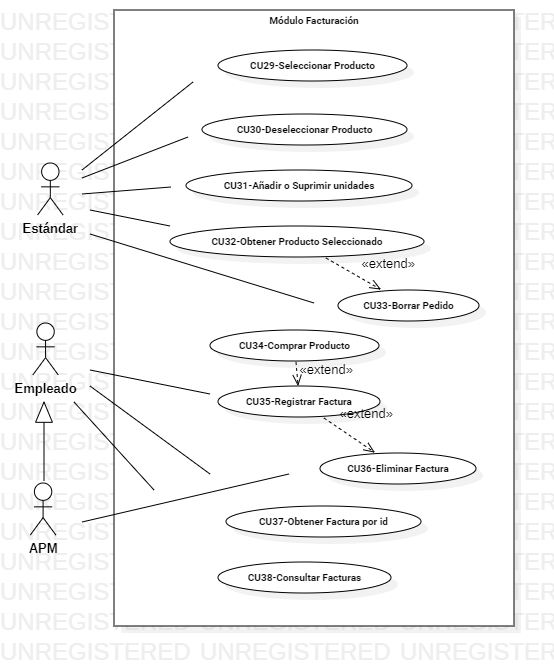 Módulo Facturación
CU29-Seleccionar Producto
CU30-Deseleccionar Producto
CU31-Añadir o Suprimir unidades
Estándar
CU32-Obtener Producto Seleccionado
«extend»
CU33-Borrar Pedido
CU34-Comprar Producto
«extend»
Empleado
CU35-Registrar Factura
«extend»
CU36-Eliminar Factura
CU37-Obtener Factura por id
APM
CU38-Consultar Facturas
UNREGISTERED UNREGISTERED UNREGISTERED